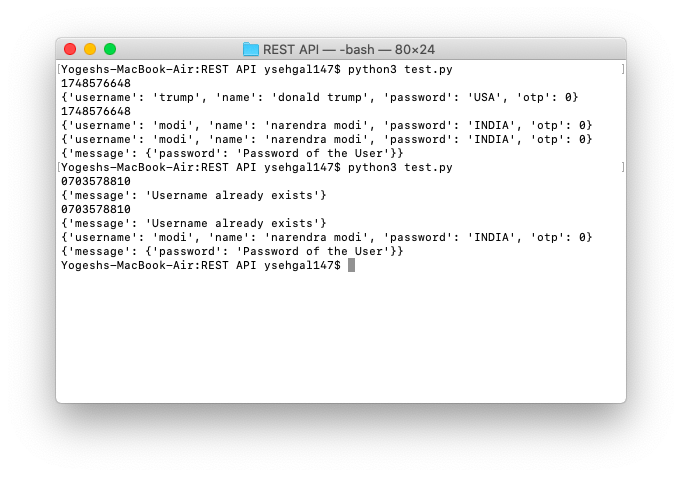 REST API — -bash — 80×24
[Yogeshs-MacBook-Air:REST API ysehgal147$ python3 test.py ]
1748576648
{'username': 'trump', 'name': 'donald trump', 'password': 'USA', 'otp': 0}
1748576648
{'username': 'modi', 'name': 'narendra modi', 'password': 'INDIA', 'otp': 0}
{'username': 'modi', 'name': 'narendra modi', 'password': 'INDIA', 'otp': 0}
{'message': {'password': 'Password of the User'}}
[Yogeshs-MacBook-Air:REST API ysehgal147$ python3 test.py ]
0703578810
{'message': 'Username already exists'}
0703578810
{'message': 'Username already exists'}
{'username': 'modi', 'name': 'narendra modi', 'password': 'INDIA', 'otp': 0}
{'message': {'password': 'Password of the User'}}
Yogeshs-MacBook-Air:REST API ysehgal147$